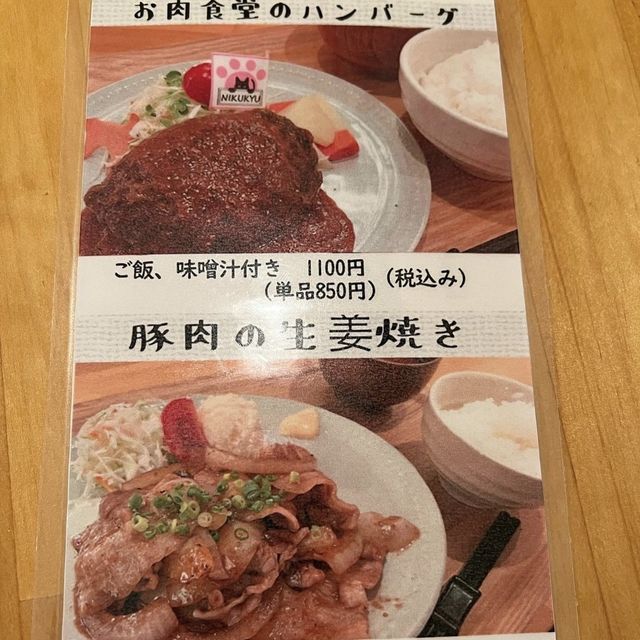 お肉食堂のハンバーグ
NIKUKYU
ご飯、味噌汁付き 1100円
(単品850円) (税込み)
豚肉の生姜焼き